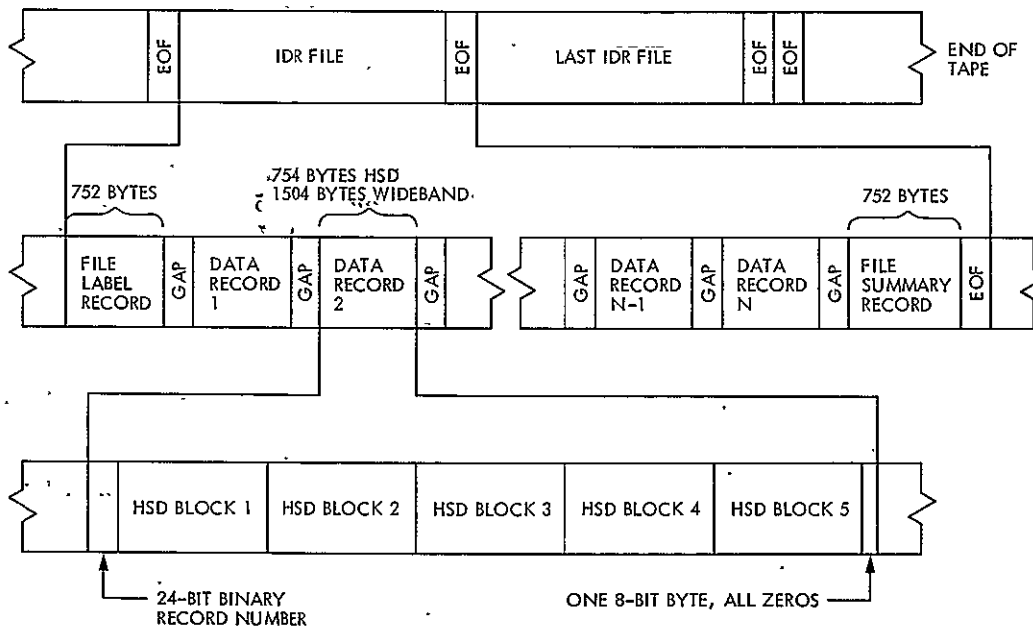 EOF
IDR FILE
EOF
LAST IDR FILE
EOF
EOF
END OF
TAPE
752 BYTES
754 BYTES HSD
1504 BYTES WIDEBAND
752 BYTES
FILE
LABEL
RECORD
GAP
DATA
RECORD
1
GAP
DATA
RECORD
2
GAP
GAP
DATA
RECORD
N-1
GAP
DATA
RECORD
N
GAP
FILE
SUMMARY
RECORD
EOF
HSD BLOCK 1
HSD BLOCK 2
HSD BLOCK 3
HSD BLOCK 4
HSD BLOCK 5
24-BIT BINARY
RECORD NUMBER
ONE 8-BIT BYTE, ALL ZEROS